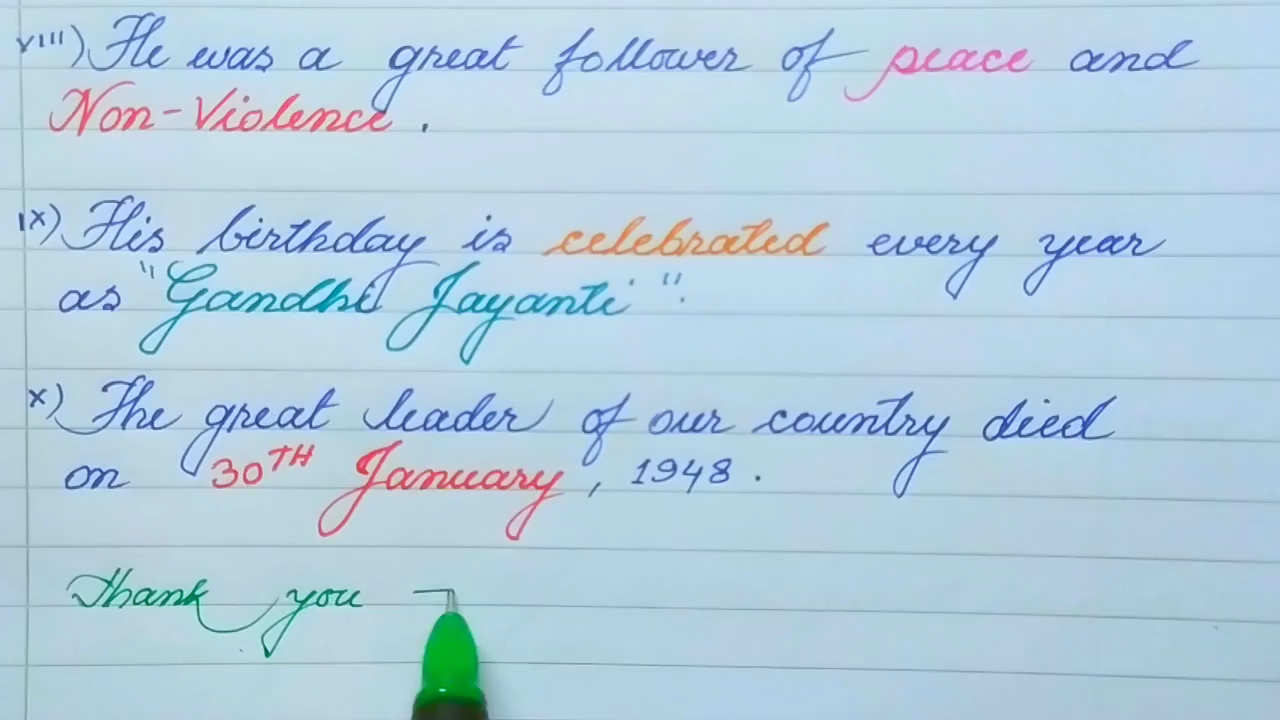 viii) He was a great follower of peace and
Non-Violence .
ix) His birthday is celebrated every year
as "Gandhi Jayanti".
x) The great leader of our country died
on 30TH January, 1948 .
Thank you —